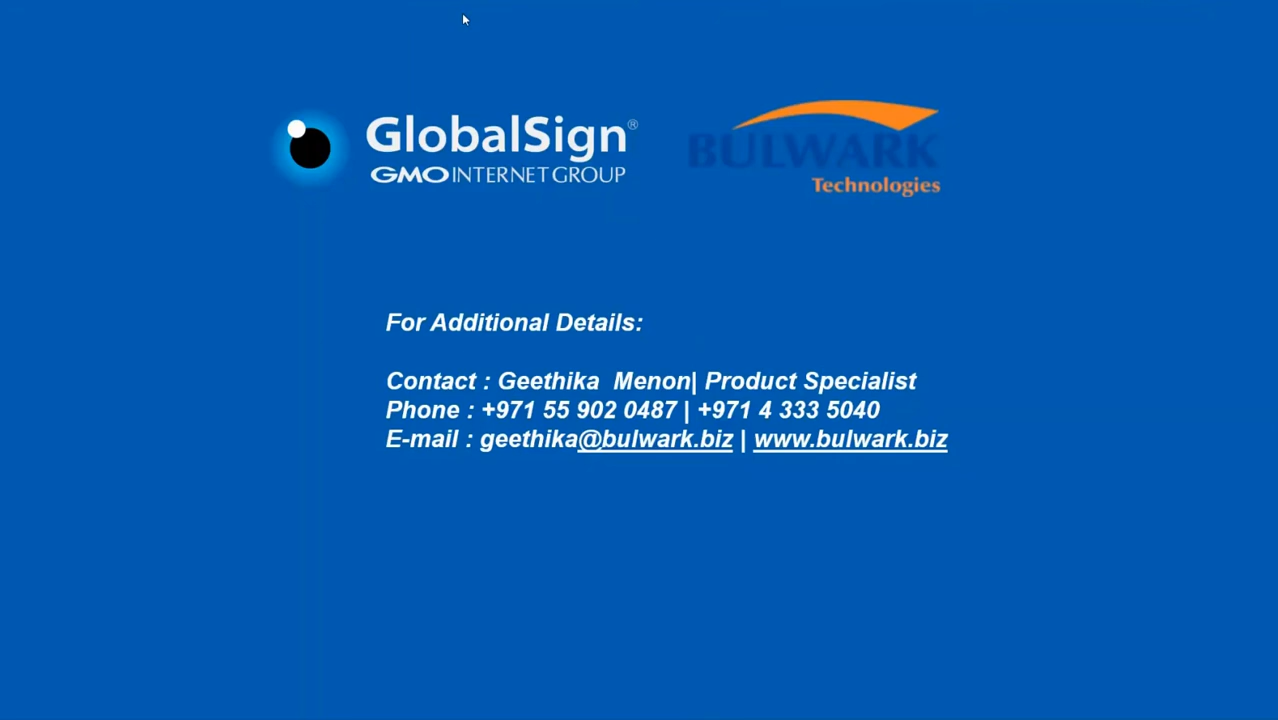 GlobalSign®
GMO INTERNET GROUP
BULWARK
Technologies
For Additional Details:
Contact : Geethika  Menon| Product Specialist
Phone : +971 55 902 0487 | +971 4 333 5040
E-mail : geethika@bulwark.biz | www.bulwark.biz